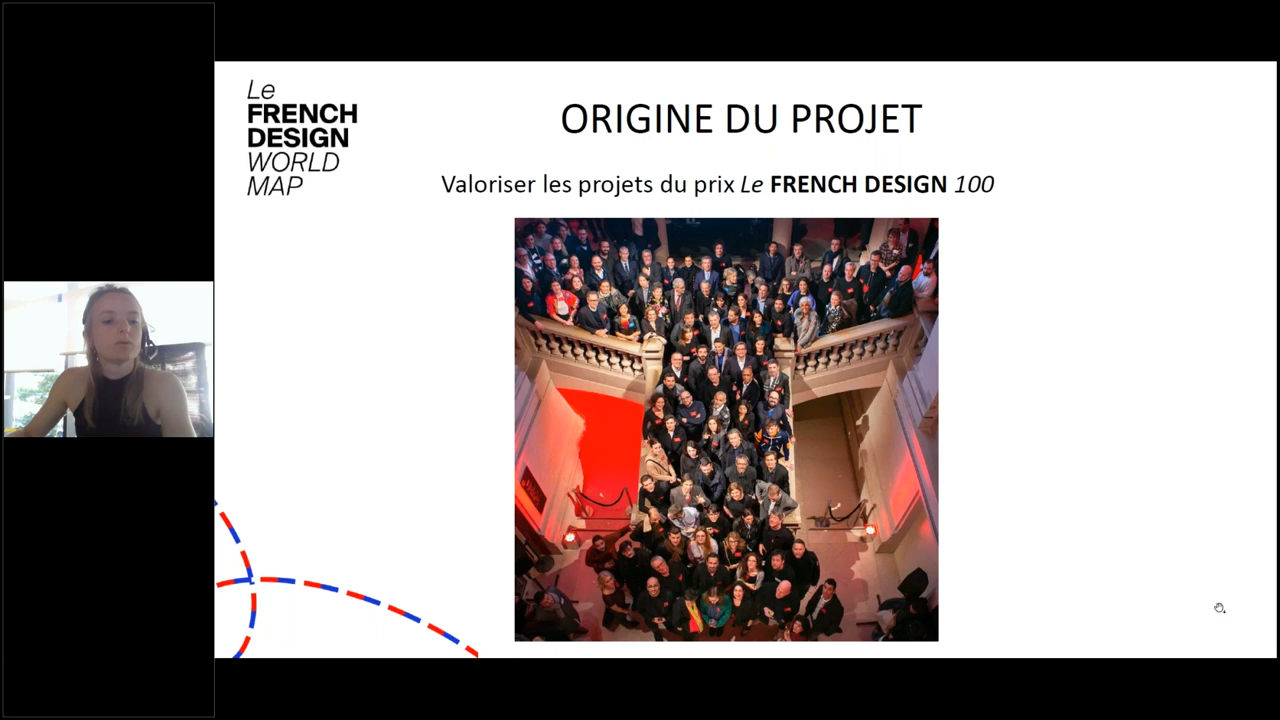 Le
FRENCH
DESIGN
WORLD
MAP
ORIGINE DU PROJET
Valoriser les projets du prix Le FRENCH DESIGN 100